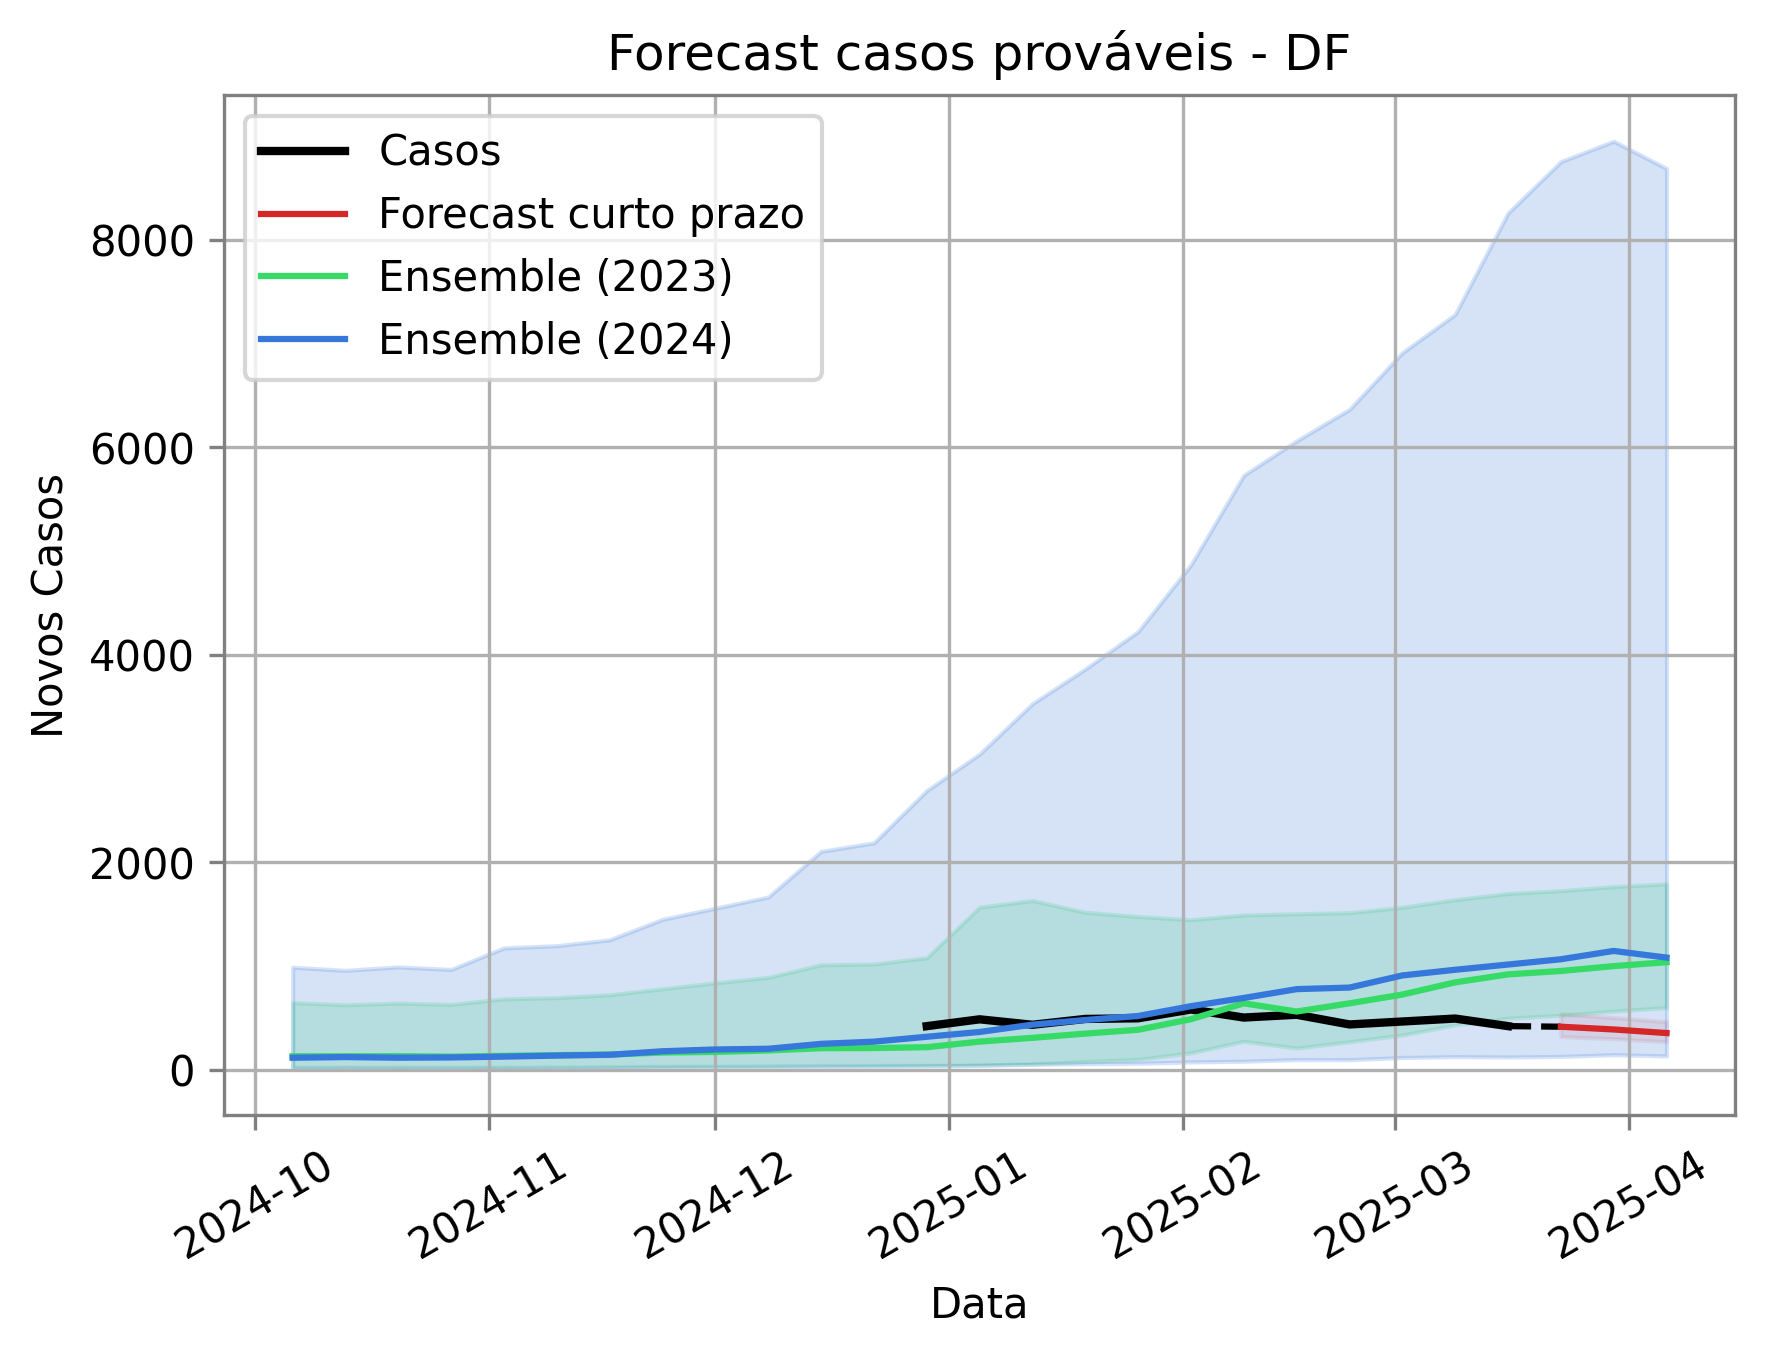 Forecast casos prováveis - DF
Casos
Forecast curto prazo
Ensemble (2023)
Ensemble (2024)
Novos Casos
8000
6000
4000
2000
0
2024-10
2024-11
2024-12
2025-01
2025-02
2025-03
2025-04
Data